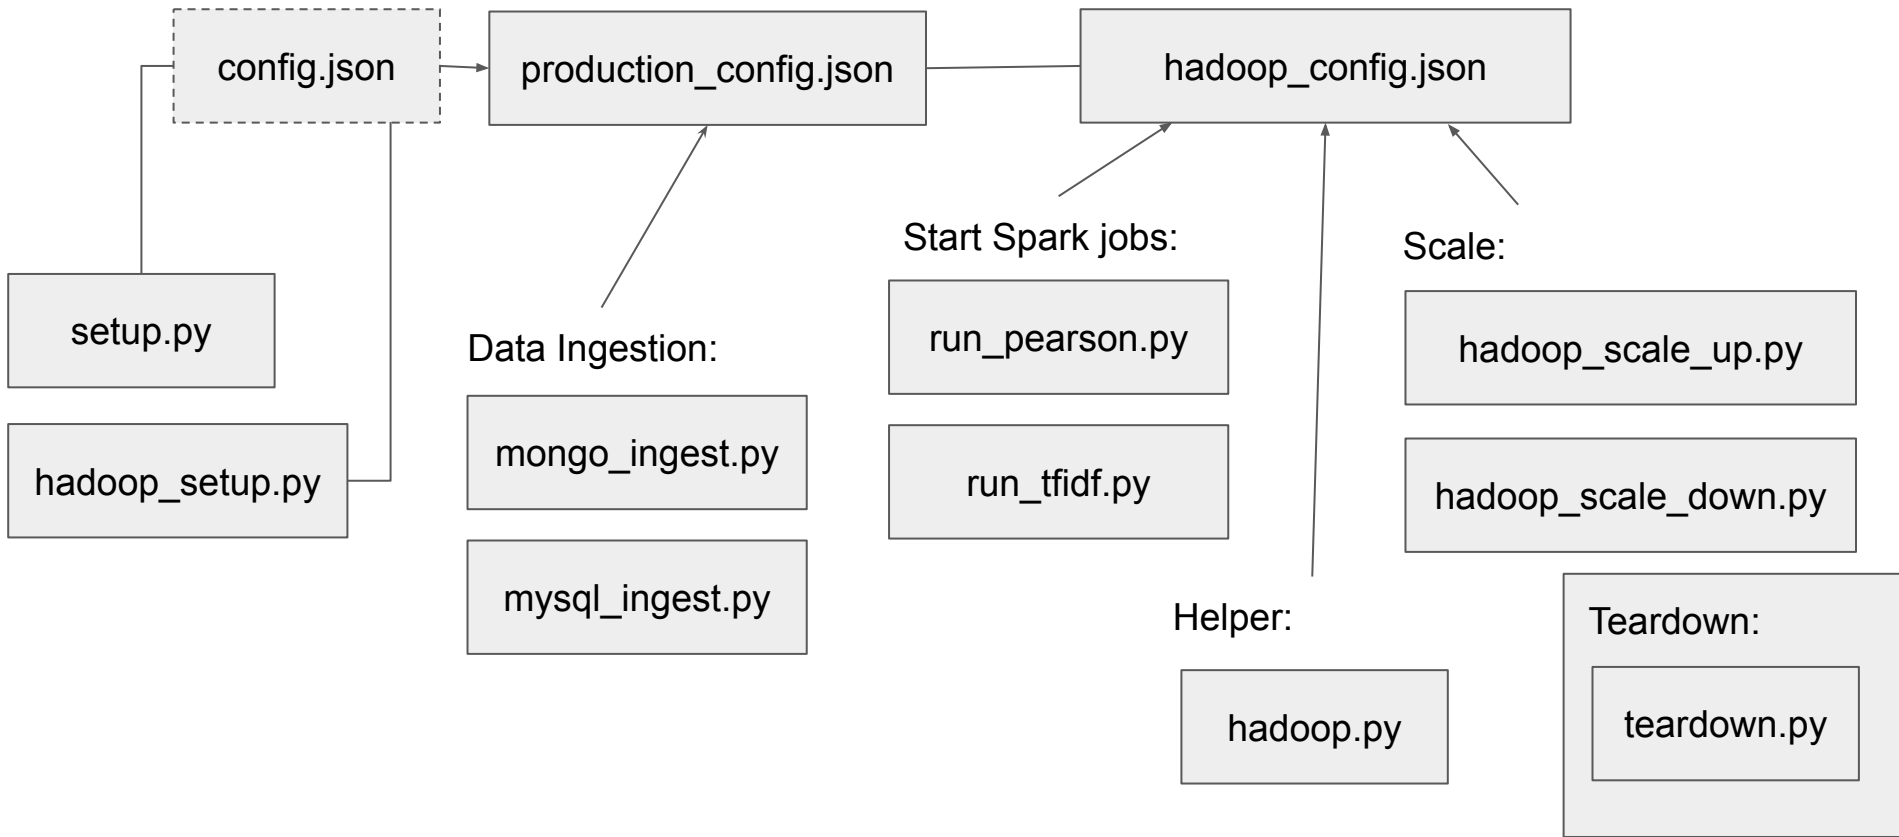 config.json
production_config.json
hadoop_config.json
setup.py
hadoop_setup.py
Data Ingestion:
mongo_ingest.py
mysql_ingest.py
Start Spark jobs:
run_pearson.py
run_tfidf.py
Helper:
hadoop.py
Scale:
hadoop_scale_up.py
hadoop_scale_down.py
Teardown:
teardown.py